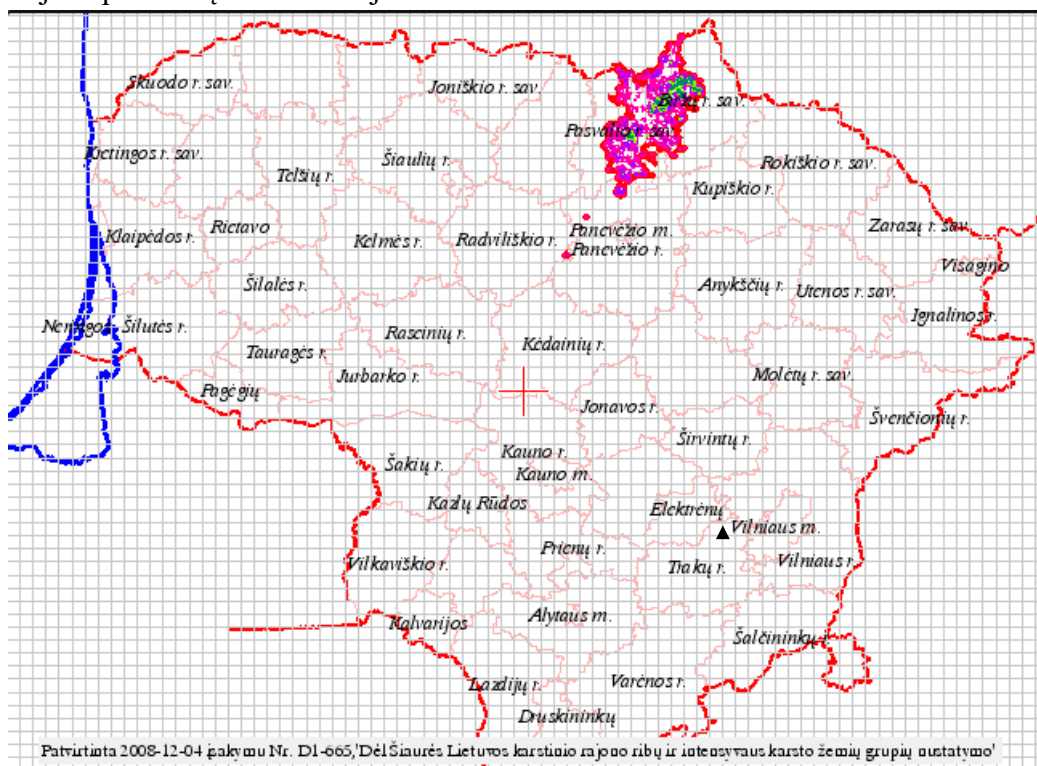 Skuodo r. sav.
Joniškio r. sav.
Biržų r. sav.
Pasvalio r. sav.
Kretingos r. sav.
Šiaulių r.
Rokiškio r. sav.
Telšių r.
Kupiškio r.
Rietavo
Klaipėdos r.
Kelmės r.
Radviliškio r.
Panevėžio m.
Panevėžio r.
Zarasų r. sav.
Visagino
Šilalės r.
Anykščių r.
Utenos r. sav.
Ignalinos r.
Neringos
Šilutės r.
Raseinių r.
Kėdainių r.
Tauragės r.
Jurbarko r.
Molėtų r. sav.
Pagėgių
Jonavos r.
Švenčionių r.
Širvintų r.
Kauno r.
Šakių r.
Kauno m.
Kazlų Rūdos
Elektrėnų
Vilniaus m.
Prienų r.
Vilkaviškio r.
Trakų r.
Vilniaus r.
Kalvarijos
Alytaus m.
Šalčininkų r.
Lazdijų r.
Varėnos r.
Druskininkų
Patvirtinta 2008-12-04 įsakymu Nr. D1-665,'Dėl Šiaurės Lietuvos karstinio rajono ribų ir intensyvaus karsto žemių grupių nustatymo'